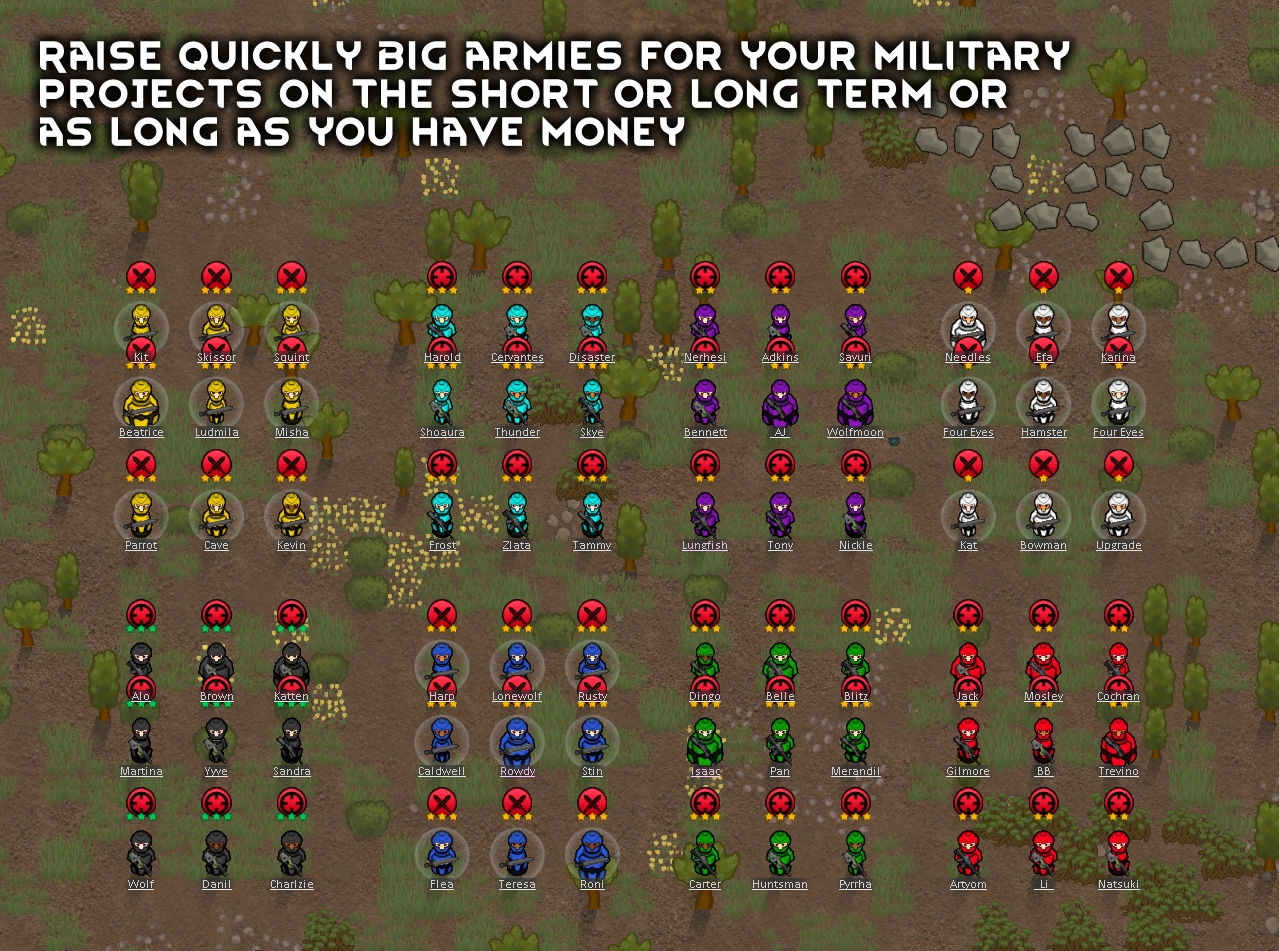 RAISE QUICKLY BIG ARMIES FOR YOUR MILITARY
PROJECTS ON THE SHORT OR LONG TERM OR
AS LONG AS YOU HAVE MONEY
Kit Skissor Squint Harold Cervantes Disaster Nerhesi Adkins Sayuri Needles Efa Karina
Beatrice Ludmila Misha Shoaura Thunder Skye Bennett AJ Wolfmoon Four Eyes Hamster Four Eyes
Parrot Cave Kevin Frost Zlata Tammy Lungfish Tony Nickle Kat Bowman Upgrade
Alo Brown Katten Harp Lonewolf Rusty Dingo Belle Blitz Jack Mosley Cochran
Martina Yvve Sandra Caldwell Rowdy Stin Isaac Pan Merandil Gilmore BB Trevino
Wolf Danil Charlzie Flea Teresa Roni Carter Huntsman Pyrrha Artyom Li Natsuki